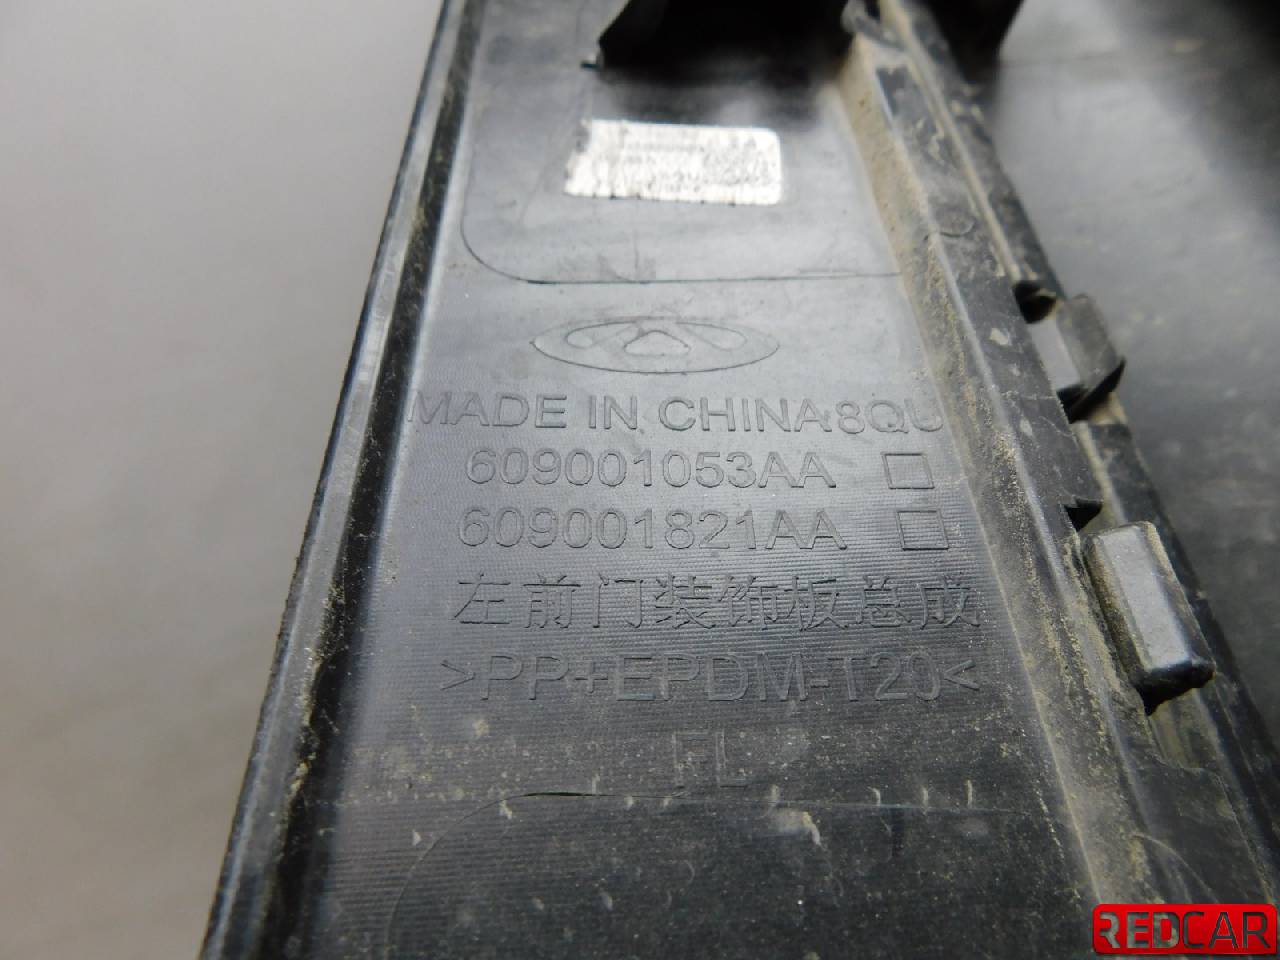 MADE IN CHINA 8QU
609001053AA □
609001821AA □
左前门装饰板总成
>PP+EPDM-T20<
FL
REDCAR